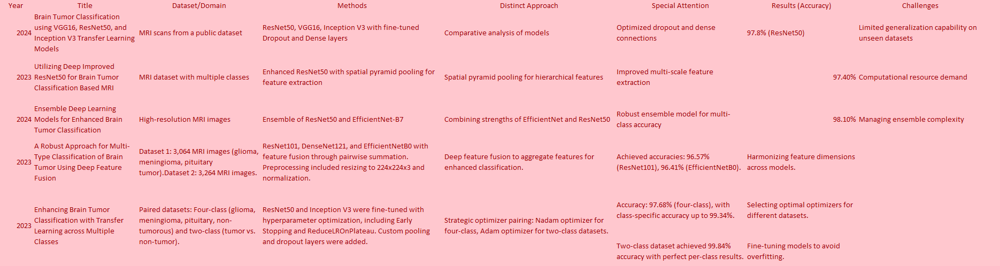 Year Title Dataset/Domain Methods Distinct Approach Special Attention Results (Accuracy) Challenges
2024
Brain Tumor Classification
using VGG16, ResNet50, and
Inception V3 Transfer Learning
Models
MRI scans from a public dataset
ResNet50, VGG16, Inception V3 with fine-tuned
Dropout and Dense layers
Comparative analysis of models
Optimized dropout and dense
connections
97.8% (ResNet50)
Limited generalization capability on
unseen datasets
2023
Utilizing Deep Improved
ResNet50 for Brain Tumor
Classification Based MRI
MRI dataset with multiple classes
Enhanced ResNet50 with spatial pyramid pooling for
feature extraction
Spatial pyramid pooling for hierarchical features
Improved multi-scale feature
extraction
97.40%
Computational resource demand
2024
Ensemble Deep Learning
Models for Enhanced Brain
Tumor Classification
High-resolution MRI images
Ensemble of ResNet50 and EfficientNet-B7
Combining strengths of EfficientNet and ResNet50
Robust ensemble model for multi-
class accuracy
98.10%
Managing ensemble complexity
2023
A Robust Approach for Multi-
Type Classification of Brain
Tumor Using Deep Feature
Fusion
Dataset 1: 3,064 MRI images (glioma,
meningioma, pituitary
tumor).Dataset 2: 3,264 MRI images.
ResNet101, DenseNet121, and EfficientNetB0 with
feature fusion through pairwise summation.
Preprocessing included resizing to 224x224x3 and
normalization.
Deep feature fusion to aggregate features for
enhanced classification.
Achieved accuracies: 96.57%
(ResNet101), 96.41% (EfficientNetB0).
Harmonizing feature dimensions
across models.
2023
Enhancing Brain Tumor
Classification with Transfer
Learning across Multiple
Classes
Paired datasets: Four-class (glioma,
meningioma, pituitary, non-
tumorous) and two-class (tumor vs.
non-tumor).
ResNet50 and Inception V3 were fine-tuned with
hyperparameter optimization, including Early
Stopping and ReduceLROnPlateau. Custom pooling
and dropout layers were added.
Strategic optimizer pairing: Nadam optimizer for
four-class, Adam optimizer for two-class datasets.
Accuracy: 97.68% (four-class), with
class-specific accuracy up to 99.34%.
Selecting optimal optimizers for
different datasets.
Two-class dataset achieved 99.84%
accuracy with perfect per-class results.
Fine-tuning models to avoid
overfitting.